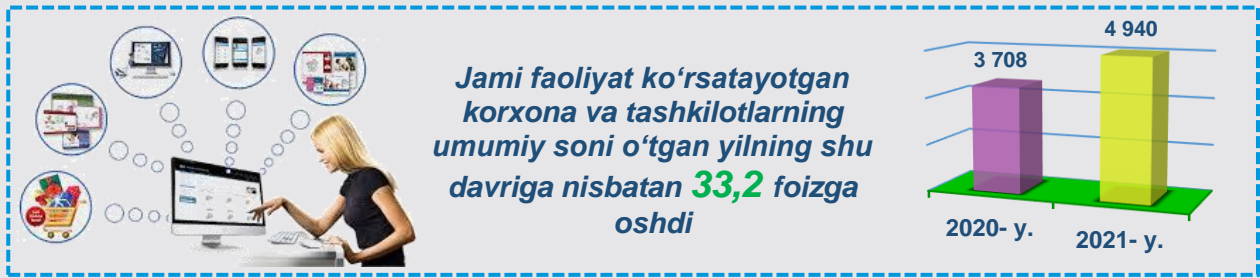 Jami faoliyat ko‘rsatayotgan
korxona va tashkilotlarning
umumiy soni o‘tgan yilning shu
davriga nisbatan 33,2 foizga
oshdi
3 708
4 940
2020- y.
2021- y.